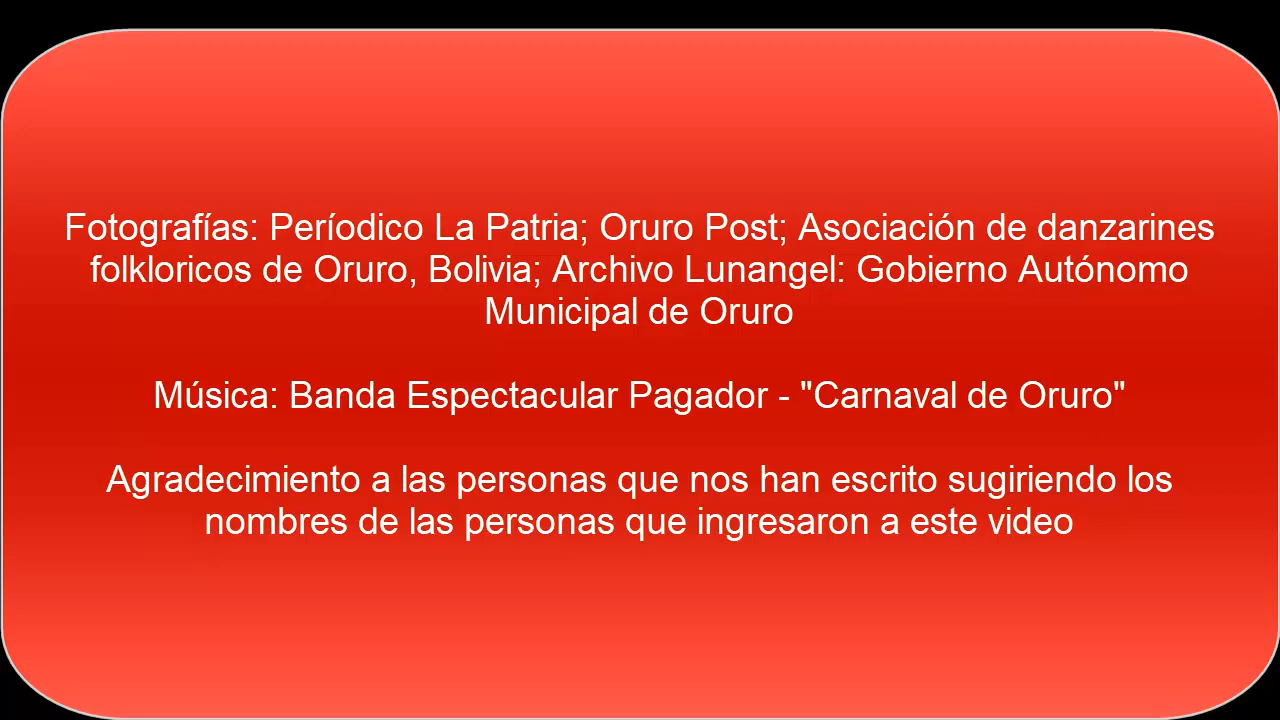 Fotografías: Períodico La Patria; Oruro Post; Asociación de danzarines
folkloricos de Oruro, Bolivia; Archivo Lunangel: Gobierno Autónomo
Municipal de Oruro
Música: Banda Espectacular Pagador - "Carnaval de Oruro"
Agradecimiento a las personas que nos han escrito sugiriendo los
nombres de las personas que ingresaron a este video